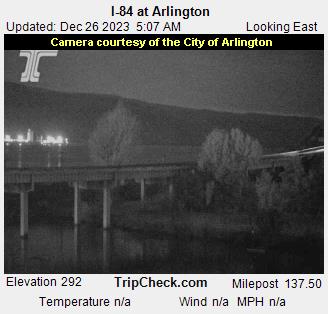 I-84 at Arlington
Updated: Dec 26 2023 5:07 AM Looking East
Camera courtesy of the City of Arlington
Elevation 292 TripCheck.com Milepost 137.50
Temperature n/a Wind n/a MPH n/a